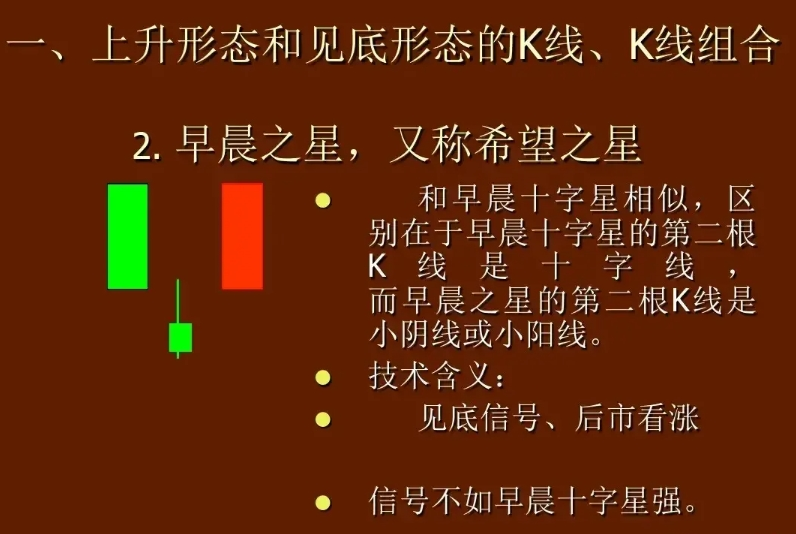 一、上升形态和见底形态的K线、K线组合
2. 早晨之星，又称希望之星
和早晨十字星相似，区
别在于早晨十字星的第二根
K线是十字线，
而早晨之星的第二根K线是
小阴线或小阳线。
技术含义：
见底信号、后市看涨
信号不如早晨十字星强。